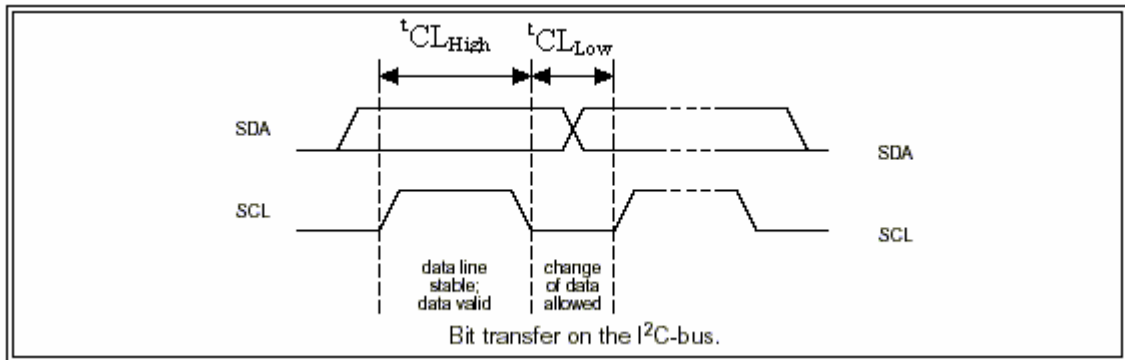 tCLHigh tCLLow
SDA
SDA
SCL
SCL
data line
stable;
data valid
change
of data
allowed
Bit transfer on the I2C-bus.